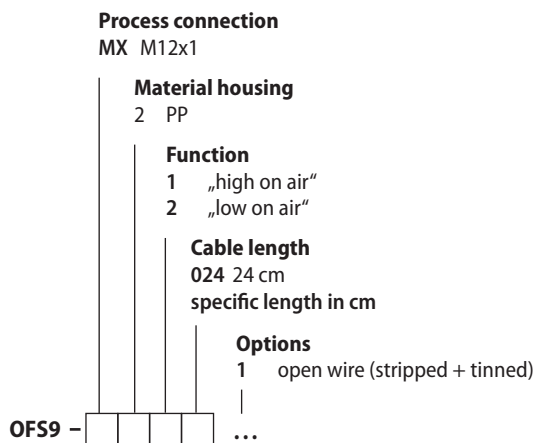 Process connection
MX M12x1
Material housing
2 PP
Function
1 „high on air“
2 „low on air“
Cable length
024 24 cm
specific length in cm
Options
1 open wire (stripped + tinned)
OFS9 – ...